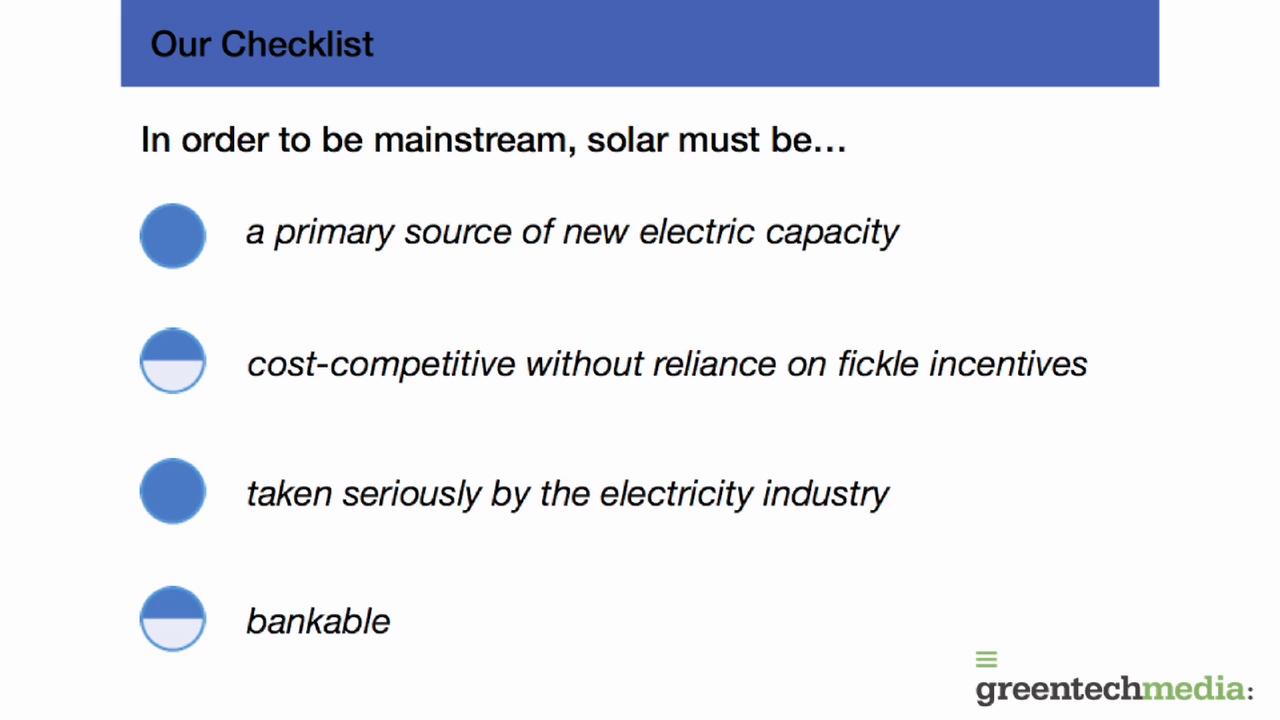 Our Checklist
In order to be mainstream, solar must be…
a primary source of new electric capacity
cost-competitive without reliance on fickle incentives
taken seriously by the electricity industry
bankable
greentechmedia: